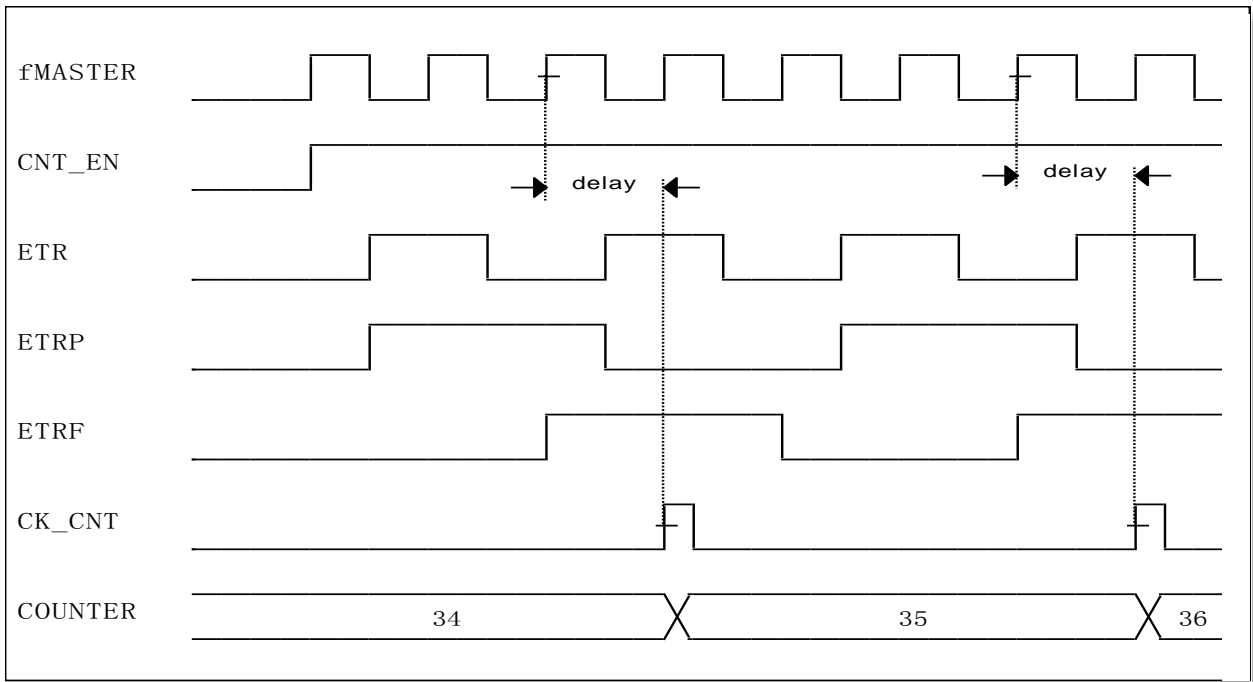 fMASTER
CNT_EN
delay
delay
ETR
ETRP
ETRF
CK_CNT
COUNTER
34
35
36